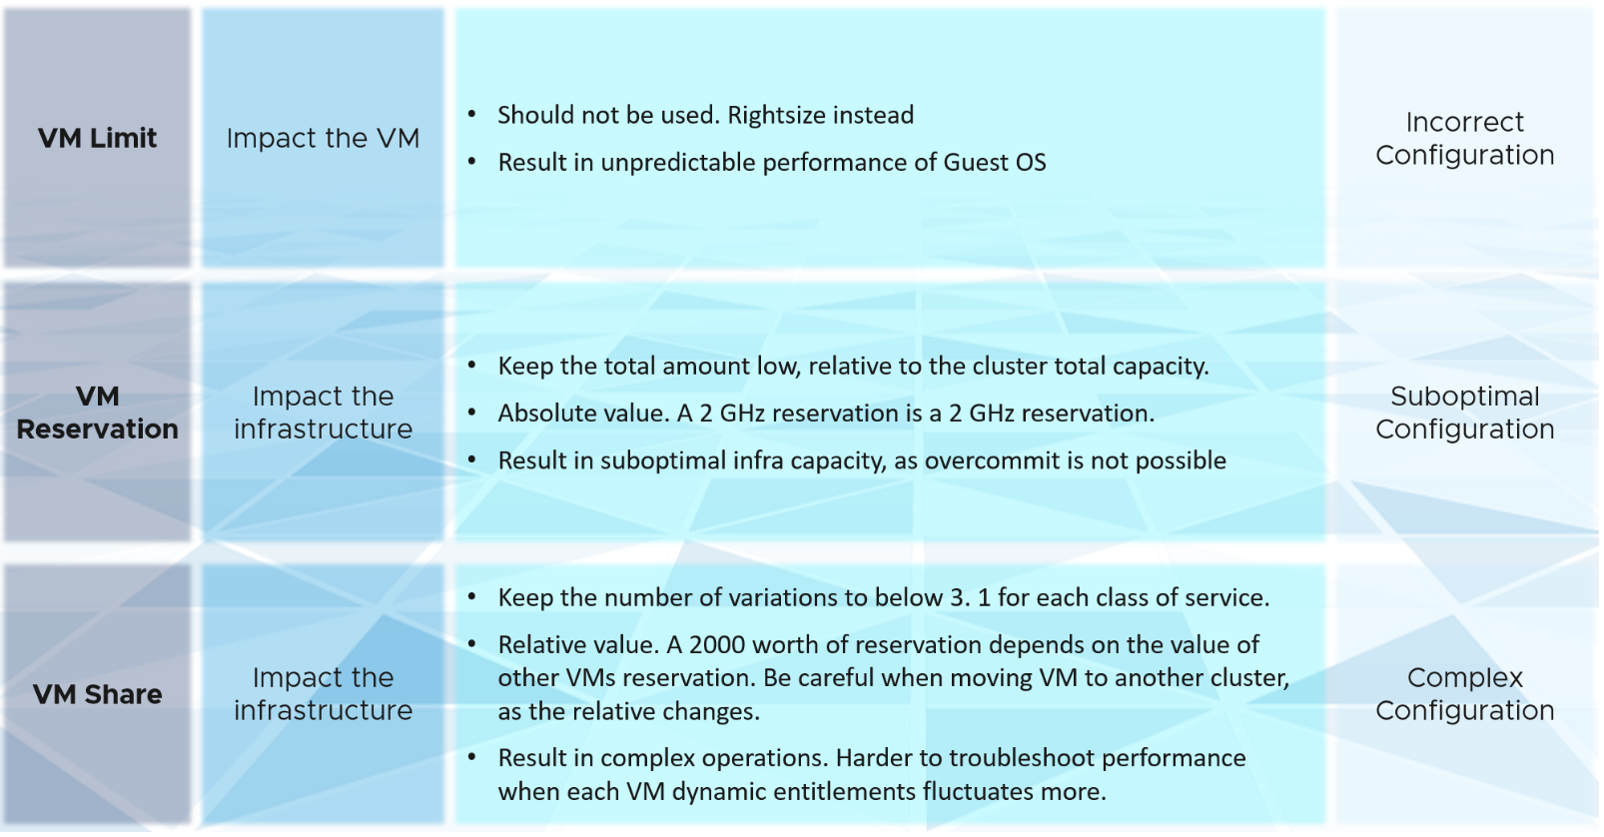 VM Limit
Impact the VM
• Should not be used. Rightsize instead
• Result in unpredictable performance of Guest OS
Incorrect
Configuration
VM
Reservation
Impact the
infrastructure
• Keep the total amount low, relative to the cluster total capacity.
• Absolute value. A 2 GHz reservation is a 2 GHz reservation.
• Result in suboptimal infra capacity, as overcommit is not possible
Suboptimal
Configuration
VM Share
Impact the
infrastructure
• Keep the number of variations to below 3. 1 for each class of service.
• Relative value. A 2000 worth of reservation depends on the value of
other VMs reservation. Be careful when moving VM to another cluster,
as the relative changes.
• Result in complex operations. Harder to troubleshoot performance
when each VM dynamic entitlements fluctuates more.
Complex
Configuration